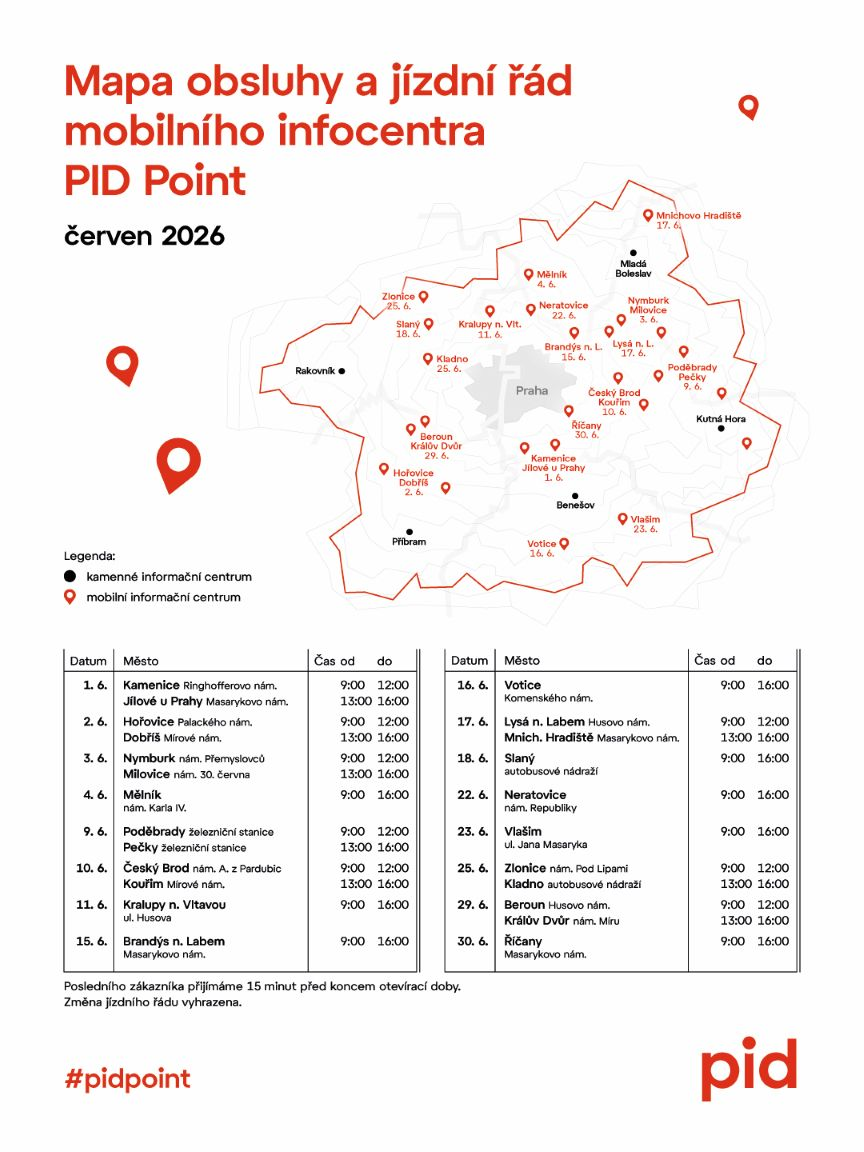 Mapa obsluhy a jízdní řád
mobilního infocentra
PID Point
červen 2026
Mnichovo Hradiště
17. 6.
Mladá
Boleslav
Mělník
4. 6.
Zlonice
25. 6.
Neratovice
22. 6.
Nymburk
Milovice
3. 6.
Slaný
18. 6.
Kralupy n. Vlt.
11. 6.
Brandýs n. L.
15. 6.
Lysá n. L.
17. 6.
Kladno
25. 6.
Rakovník
Poděbrady
Pečky
9. 6.
Praha
Český Brod
Kouřim
10. 6.
Kutná Hora
Říčany
30. 6.
Beroun
Králův Dvůr
29. 6.
Kamenice
Jílové u Prahy
1. 6.
Hořovice
Dobříš
2. 6.
Benešov
Vlašim
23. 6.
Příbram
Votice
16. 6.
Legenda:
kamenné informační centrum
mobilní informační centrum
Datum Město Čas od do
1. 6. Kamenice Ringhofferovo nám. 9:00 12:00
Jílové u Prahy Masarykovo nám. 13:00 16:00
2. 6. Hořovice Palackého nám. 9:00 12:00
Dobříš Mírové nám. 13:00 16:00
3. 6. Nymburk nám. Přemyslovců 9:00 12:00
Milovice nám. 30. června 13:00 16:00
4. 6. Mělník 9:00 16:00
nám. Karla IV.
9. 6. Poděbrady železniční stanice 9:00 12:00
Pečky železniční stanice 13:00 16:00
10. 6. Český Brod nám. A. z Pardubic 9:00 12:00
Kouřim Mírové nám. 13:00 16:00
11. 6. Kralupy n. Vltavou 9:00 16:00
ul. Husova
15. 6. Brandýs n. Labem 9:00 16:00
Masarykovo nám.
Datum Město Čas od do
16. 6. Votice 9:00 16:00
Komenského nám.
17. 6. Lysá n. Labem Husovo nám. 9:00 12:00
Mnich. Hradiště Masarykovo nám. 13:00 16:00
18. 6. Slaný 9:00 16:00
autobusové nádraží
22. 6. Neratovice 9:00 16:00
nám. Republiky
23. 6. Vlašim 9:00 16:00
ul. Jana Masaryka
25. 6. Zlonice nám. Pod Lipami 9:00 12:00
Kladno autobusové nádraží 13:00 16:00
29. 6. Beroun Husovo nám. 9:00 12:00
Králův Dvůr nám. Míru 13:00 16:00
30. 6. Říčany 9:00 16:00
Masarykovo nám.
Posledního zákazníka přijímáme 15 minut před koncem otevírací doby.
Změna jízdního řádu vyhrazena.
#pidpoint
pid